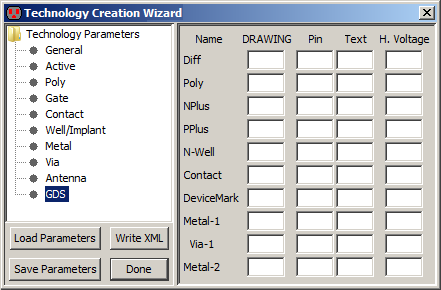 Technology Creation Wizard
Technology Parameters
General
Active
Poly
Gate
Contact
Well/Implant
Metal
Via
Antenna
GDS
Load Parameters Write XML
Save Parameters Done
Name DRAWING Pin Text H. Voltage
Diff
Poly
NPlus
PPlus
N-Well
Contact
DeviceMark
Metal-1
Via-1
Metal-2